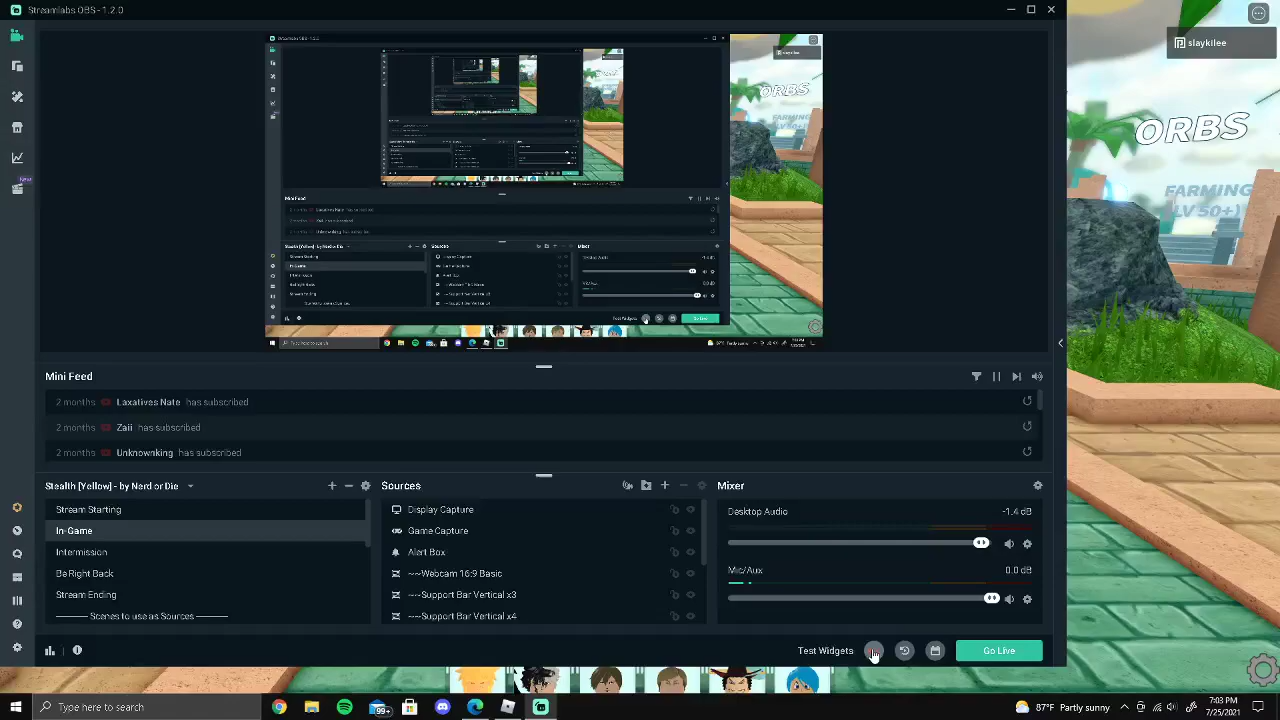 Streamlabs OBS - 1.2.0
slaykilee
ORBS
FARMING
(LV 50+)
New
Mini Feed
2 months Laxatives Nate has subscribed
2 months Zaii has subscribed
2 months Unknownking has subscribed
Stealth [Yellow] - by Nerd or Die
Stream Starting
In-Game
Intermission
Be Right Back
Stream Ending
Scenes to use as Sources
Sources
Display Capture
Game Capture
Alert Box
~~Webcam 16:9 Basic
~~Support Bar Vertical x3
~~Support Bar Vertical x4
Mixer
Desktop Audio -1.4 dB
Mic/Aux 0.0 dB
Test Widgets
Go Live
Type here to search
99+
87°F Partly sunny
7:03 PM
7/25/2021